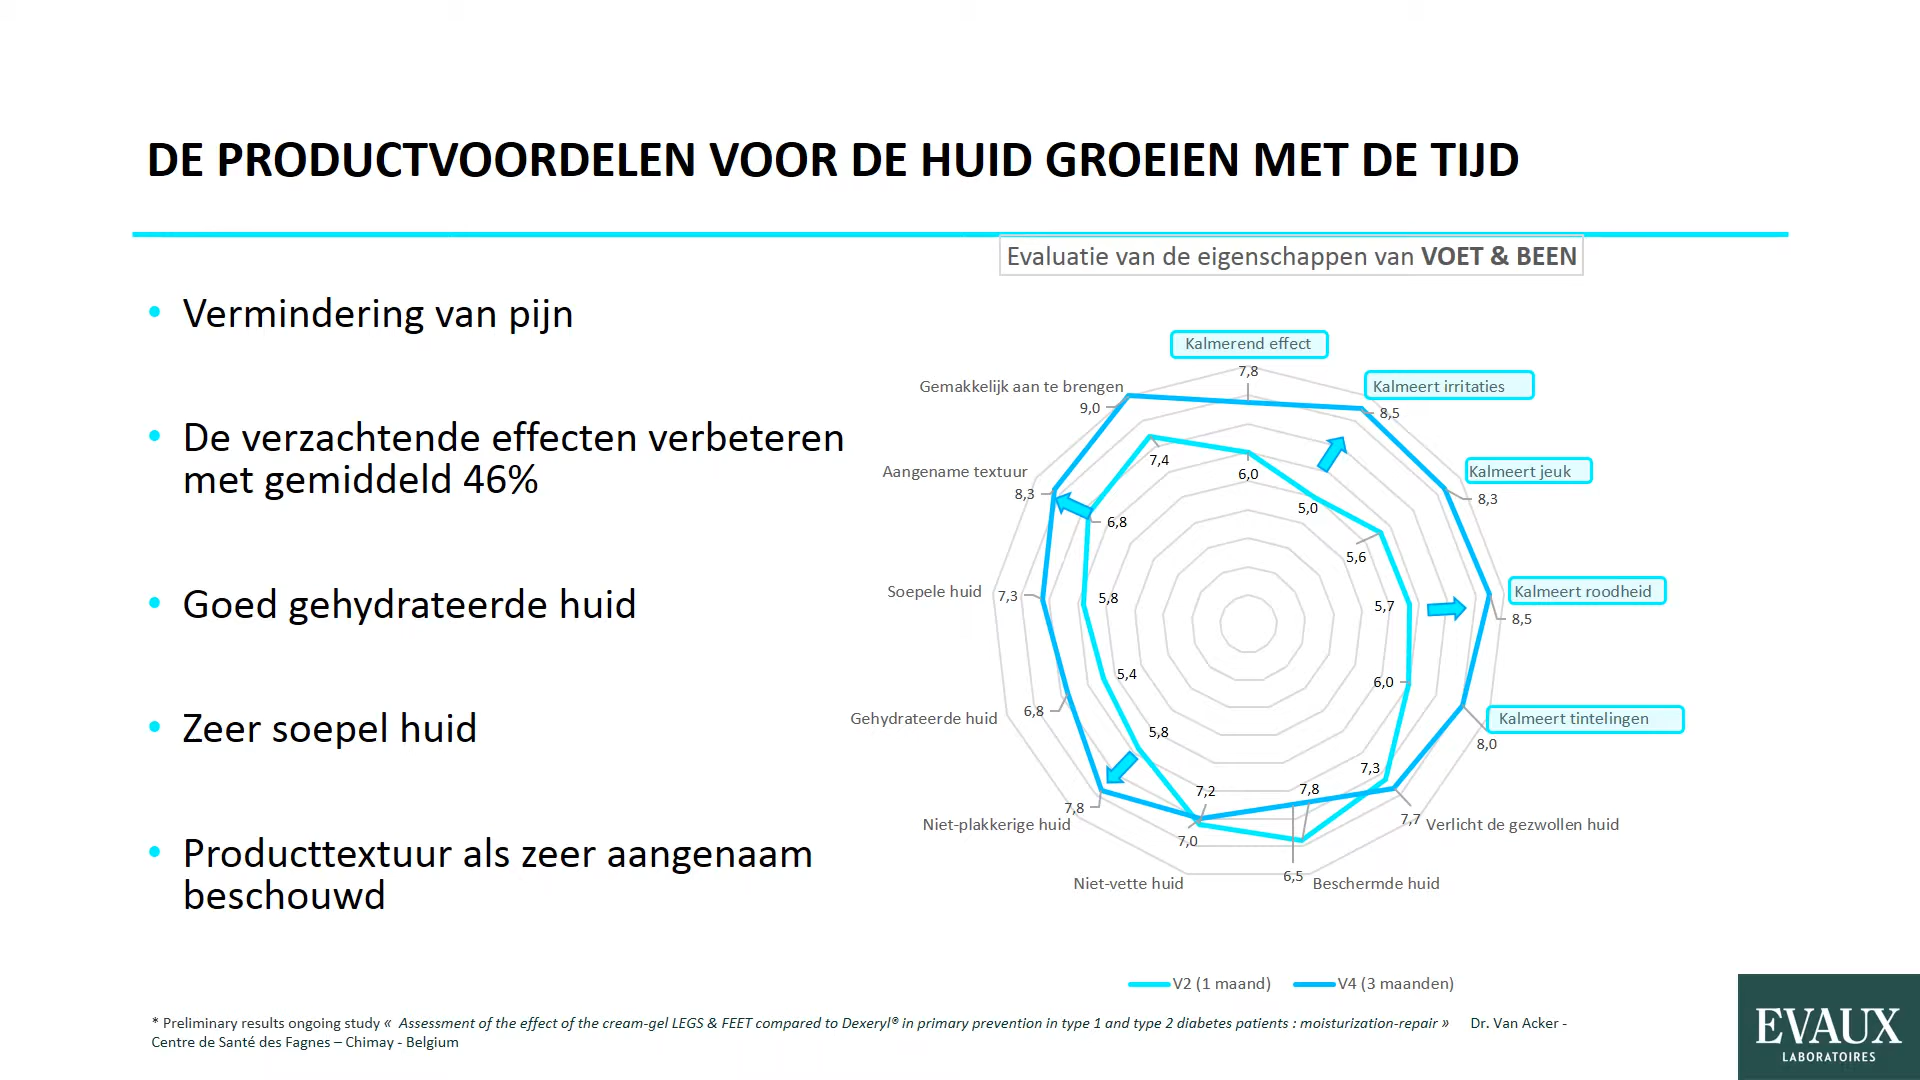 DE PRODUCTVOORDELEN VOOR DE HUID GROEIEN MET DE TIJD
• Vermindering van pijn
• De verzachtende effecten verbeteren
met gemiddeld 46%
• Goed gehydrateerde huid
• Zeer soepel huid
• Producttextuur als zeer aangenaam
beschouwd
Evaluatie van de eigenschappen van VOET & BEEN
Kalmerend effect
7,8
6,0
Kalmeert irritaties
8,5
5,0
Kalmeert jeuk
8,3
5,6
Kalmeert roodheid
8,5
5,7
Kalmeert tintelingen
8,0
6,0
Verlicht de gezwollen huid
7,7
7,3
Beschermde huid
6,5
7,8
Niet-vette huid
7,0
7,2
Niet-plakkerige huid
7,8
5,8
Gehydrateerde huid
6,8
5,4
Soepele huid
7,3
5,8
Aangename textuur
8,3
6,8
Gemakkelijk aan te brengen
9,0
7,4
V2 (1 maand)
V4 (3 maanden)
* Preliminary results ongoing study « Assessment of the effect of the cream-gel LEGS & FEET compared to Dexeryl® in primary prevention in type 1 and type 2 diabetes patients : moisturization-repair » Dr. Van Acker -
Centre de Santé des Fagnes – Chimay - Belgium
EVAUX
LABORATOIRES